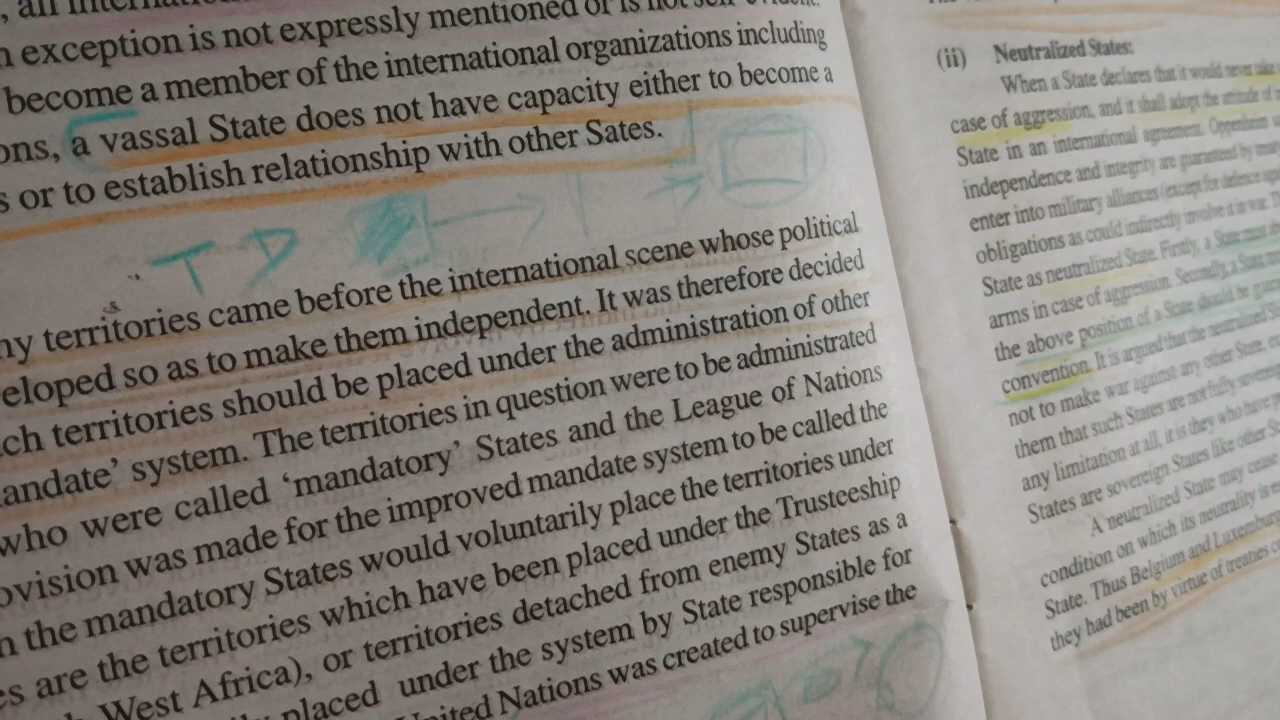 exception is not expressly mentioned or is not self
become a member of the international organizations including
ons, a vassal State does not have capacity either to become a
s or to establish relationship with other Sates.
T D
ny territories came before the international scene whose political
eloped so as to make them independent. It was therefore decided
ch territories should be placed under the administration of other
andate' system. The territories in question were to be administrated
who were called 'mandatory' States and the League of Nations
ovision was made for the improved mandate system to be called the
n the mandatory States would voluntarily place the territories under
es are the territories which have been placed under the Trusteeship
West Africa), or territories detached from enemy States as a
placed under the system by State responsible for
United Nations was created to supervise the
(ii) Neutralized States:
When a State declares that it would never take
case of aggression, and it shall adopt the attitude of
State in an international agreement. Oppenheim
independence and integrity are guaranteed by treaty
enter into military alliances (except for defence
obligations as could indirectly involve it in war.
State as neutralized State. Firstly, a State must
arms in case of aggression. Secondly, a State
the above position of a State should be
convention. It is argued that the neutralized
not to make war against any other State,
them that such States are not fully
any limitation at all, it is they who have
States are sovereign States like other
A neutralized State may cease
condition on which its neutrality is
State. Thus Belgium and Luxemburg
they had been by virtue of treaties